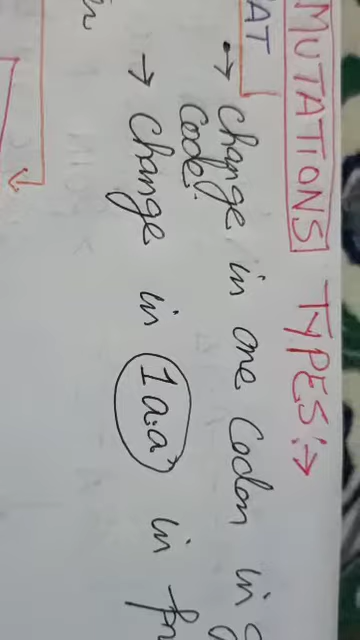 MUTATIONS TYPES:→
AT
→ Change in one Codon in
Code.
→ Change in 1 a.a in